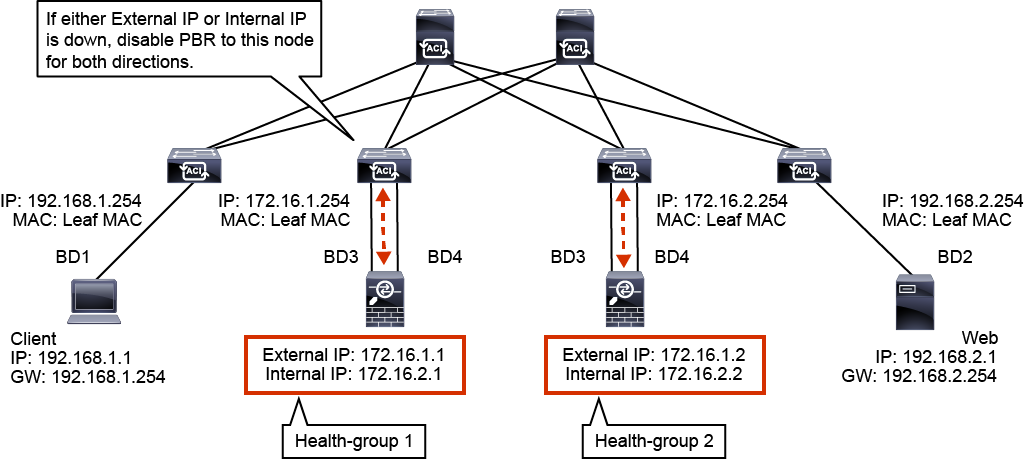 If either External IP or Internal IP
is down, disable PBR to this node
for both directions.
ACI
ACI
ACI
ACI
ACI
ACI
IP: 192.168.1.254
MAC: Leaf MAC
IP: 172.16.1.254
MAC: Leaf MAC
IP: 172.16.2.254
MAC: Leaf MAC
IP: 192.168.2.254
MAC: Leaf MAC
BD1
BD3
BD4
BD3
BD4
BD2
Client
IP: 192.168.1.1
GW: 192.168.1.254
External IP: 172.16.1.1
Internal IP: 172.16.2.1
External IP: 172.16.1.2
Internal IP: 172.16.2.2
Web
IP: 192.168.2.1
GW: 192.168.2.254
Health-group 1
Health-group 2